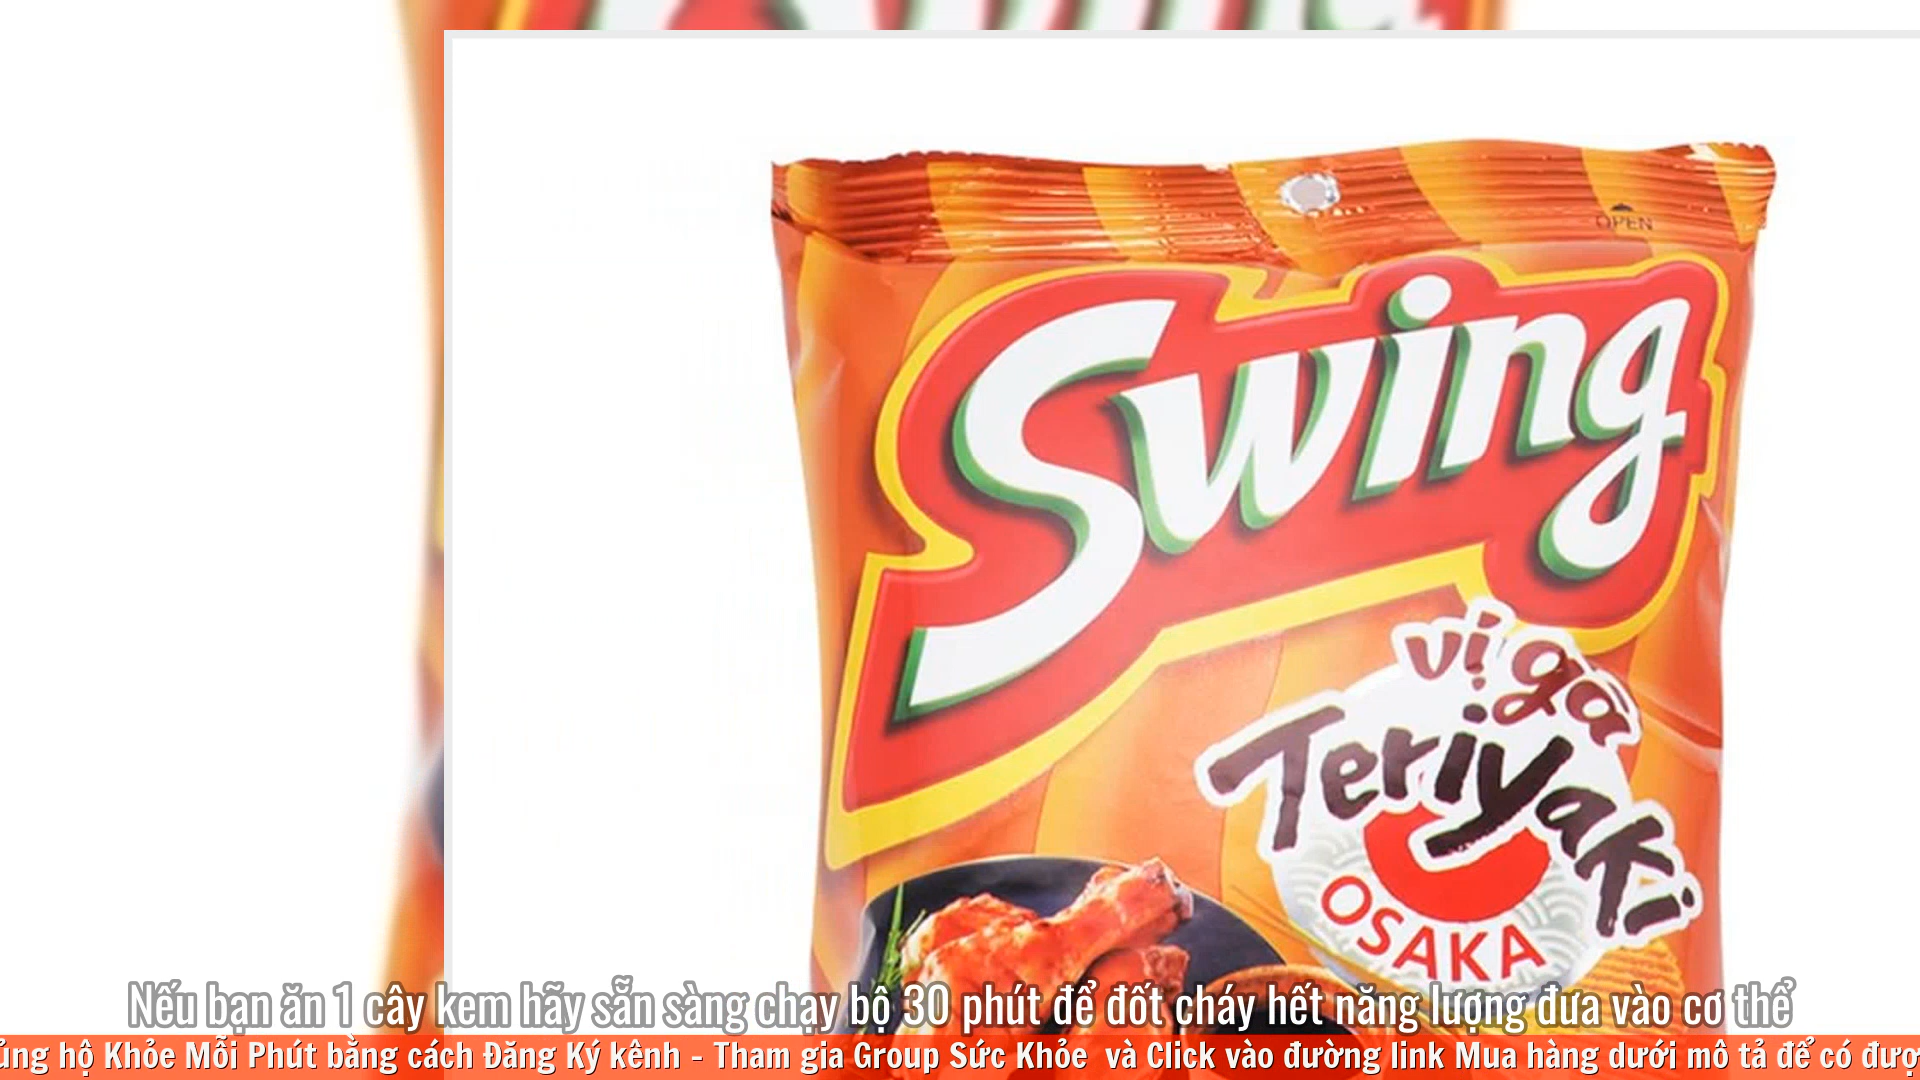 OPEN
Swing
vị gà
Teriyaki
OSAKA
Nếu bạn ăn 1 cây kem hãy sẵn sàng chạy bộ 30 phút để đốt cháy hết năng lượng đưa vào cơ thể
hộ Khỏe Mỗi Phút bằng cách Đăng Ký kênh - Tham gia Group Sức Khỏe và Click vào đường link Mua hàng dưới mô tả để có